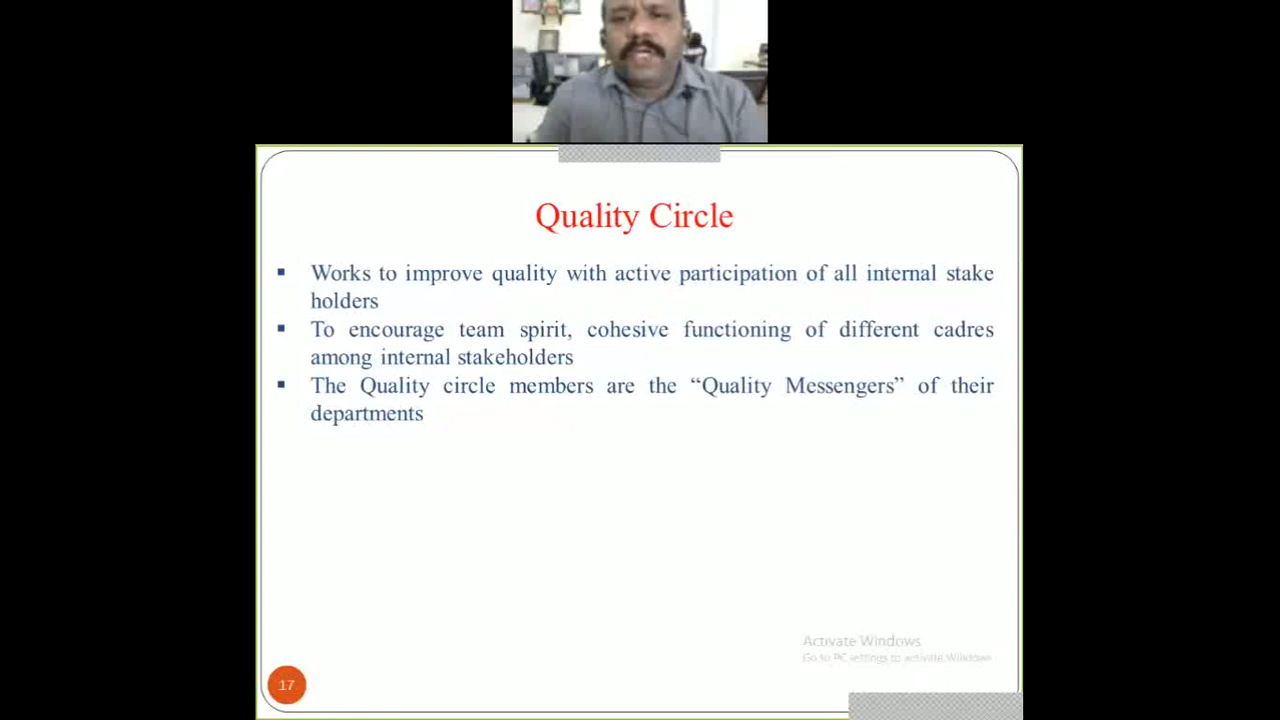 Quality Circle
▪ Works to improve quality with active participation of all internal stake
holders
▪ To encourage team spirit, cohesive functioning of different cadres
among internal stakeholders
▪ The Quality circle members are the “Quality Messengers” of their
departments
Activate Windows
Go to PC settings to activate Windows
17